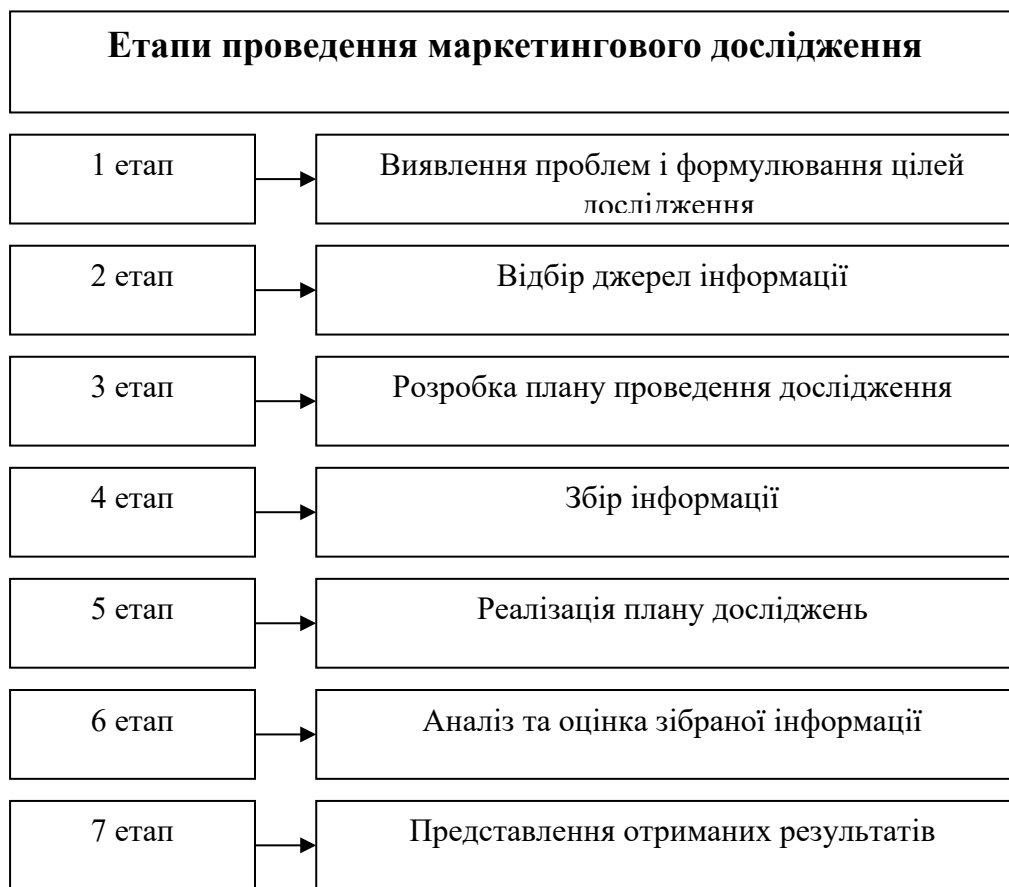 Етапи проведення маркетингового дослідження
1 етап
Виявлення проблем і формулювання цілей
дослідження
2 етап
Відбір джерел інформації
3 етап
Розробка плану проведення дослідження
4 етап
Збір інформації
5 етап
Реалізація плану досліджень
6 етап
Аналіз та оцінка зібраної інформації
7 етап
Представлення отриманих результатів